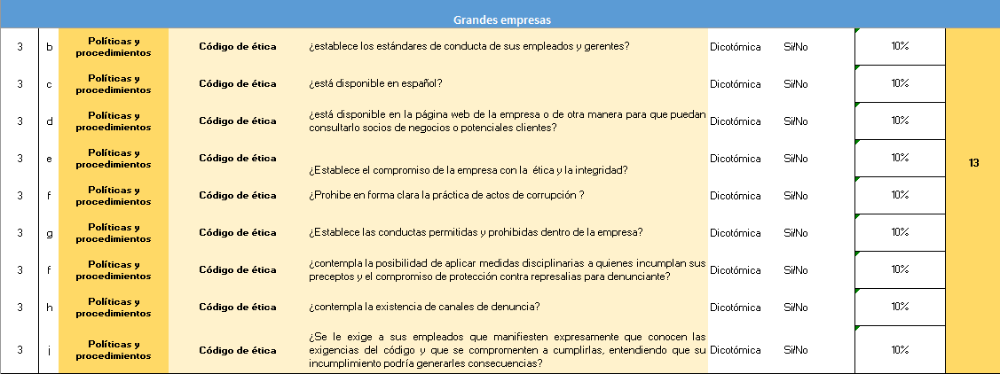 Grandes empresas
3 b Políticas y procedimientos Código de ética ¿establece los estándares de conducta de sus empleados y gerentes? Dicotómica Si/No 10%
3 c Políticas y procedimientos Código de ética ¿está disponible en español? Dicotómica Si/No 10%
3 d Políticas y procedimientos Código de ética ¿está disponible en la página web de la empresa o de otra manera para que puedan
consultarlo socios de negocios o potenciales clientes? Dicotómica Si/No 10%
3 e Políticas y procedimientos Código de ética ¿Establece el compromiso de la empresa con la ética y la integridad? Dicotómica Si/No 10%
13
3 f Políticas y procedimientos Código de ética ¿Prohibe en forma clara la práctica de actos de corrupción ? Dicotómica Si/No 10%
3 g Políticas y procedimientos Código de ética ¿Establece las conductas permitidas y prohibidas dentro de la empresa? Dicotómica Si/No 10%
3 f Políticas y procedimientos Código de ética ¿contempla la posibilidad de aplicar medidas disciplinarias a quienes incumplan sus
preceptos y el compromiso de protección contra represalias para denunciante? Dicotómica Si/No 10%
3 h Políticas y procedimientos Código de ética ¿contempla la existencia de canales de denuncia? Dicotómica Si/No 10%
3 j Políticas y procedimientos Código de ética ¿Se le exige a sus empleados que manifiesten expresamente que conocen las
exigencias del código y que se compromenten a cumplirlas, entendiendo que su
incumplimiento podría generarles consecuencias? Dicotómica Si/No 10%